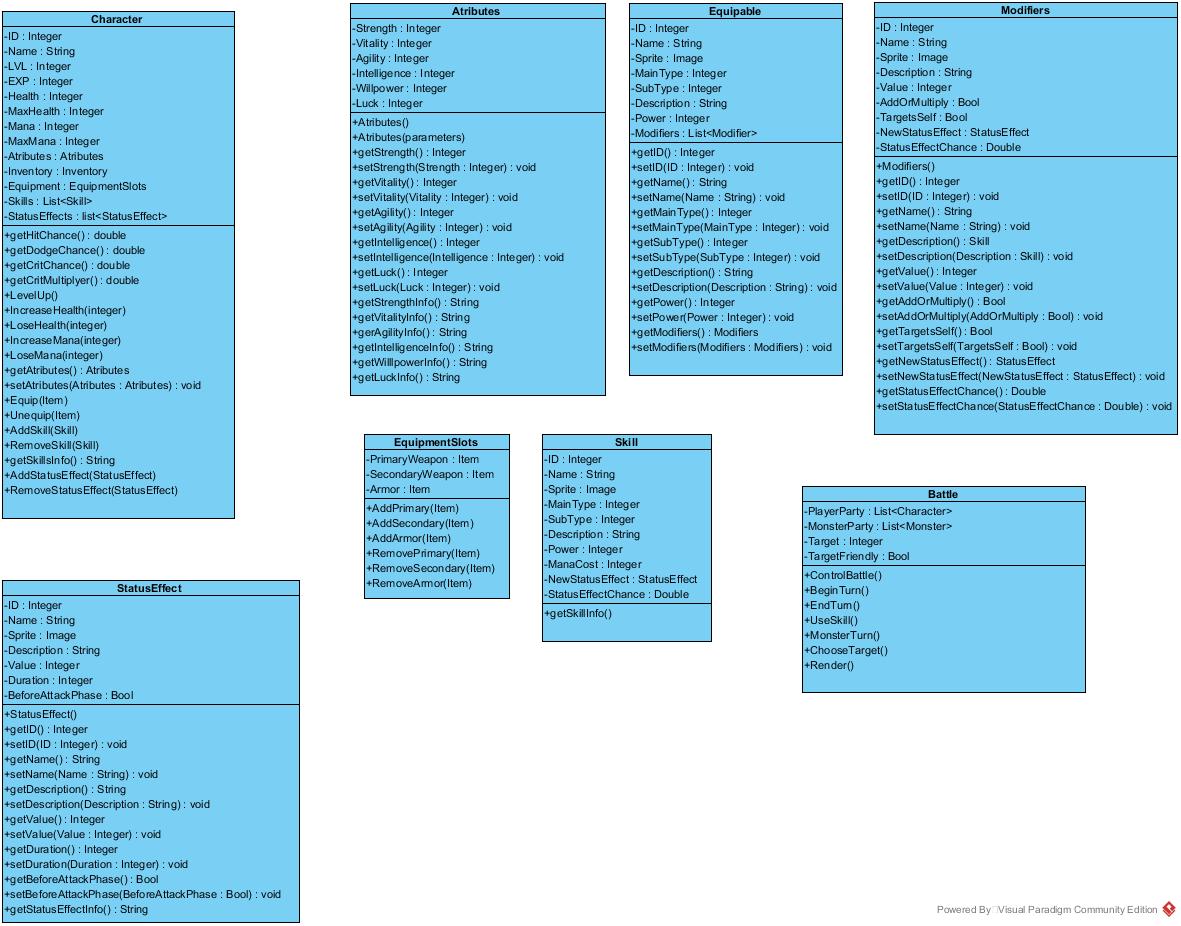 Character
-ID : Integer
-Name : String
-LVL : Integer
-EXP : Integer
-Health : Integer
-MaxHealth : Integer
-Mana : Integer
-MaxMana : Integer
-Atributes : Atributes
-Inventory : Inventory
-Equipment : EquipmentSlots
-Skills : List<Skill>
-StatusEffects : list<StatusEffect>
+getHitChance() : double
+getDodgeChance() : double
+getCritChance() : double
+getCritMultiplyer() : double
+LevelUp()
+IncreaseHealth(integer)
+LoseHealth(integer)
+IncreaseMana(integer)
+LoseMana(integer)
+getAtributes() : Atributes
+setAtributes(Atributes : Atributes) : void
+Equip(Item)
+Unequip(Item)
+AddSkill(Skill)
+RemoveSkill(Skill)
+getSkillsInfo() : String
+AddStatusEffect(StatusEffect)
+RemoveStatusEffect(StatusEffect)
Atributes
-Strength : Integer
-Vitality : Integer
-Agility : Integer
-Intelligence : Integer
-Willpower : Integer
-Luck : Integer
+Atributes()
+Atributes(parameters)
+getStrength() : Integer
+setStrength(Strength : Integer) : void
+getVitality() : Integer
+setVitality(Vitality : Integer) : void
+getAgility() : Integer
+setAgility(Agility : Integer) : void
+getIntelligence() : Integer
+setIntelligence(Intelligence : Integer) : void
+getLuck() : Integer
+setLuck(Luck : Integer) : void
+getStrengthInfo() : String
+getVitalityInfo() : String
+gerAgilityInfo() : String
+getIntelligenceInfo() : String
+getWilllpowerInfo() : String
+getLuckInfo() : String
Equipable
-ID : Integer
-Name : String
-Sprite : Image
-MainType : Integer
-SubType : Integer
-Description : String
-Power : Integer
-Modifiers : List<Modifier>
+getID() : Integer
+setID(ID : Integer) : void
+getName() : String
+setName(Name : String) : void
+getMainType() : Integer
+setMainType(MainType : Integer) : void
+getSubType() : Integer
+setSubType(SubType : Integer) : void
+getDescription() : String
+setDescription(Description : String) : void
+getPower() : Integer
+setPower(Power : Integer) : void
+getModifiers() : Modifiers
+setModifiers(Modifiers : Modifiers) : void
Modifiers
-ID : Integer
-Name : String
-Sprite : Image
-Description : String
-Value : Integer
-AddOrMultiply : Bool
-TargetsSelf : Bool
-NewStatusEffect : StatusEffect
-StatusEffectChance : Double
+Modifiers()
+getID() : Integer
+setID(ID : Integer) : void
+getName() : String
+setName(Name : String) : void
+getDescription() : Skill
+setDescription(Description : Skill) : void
+getValue() : Integer
+setValue(Value : Integer) : void
+getAddOrMultiply() : Bool
+setAddOrMultiply(AddOrMultiply : Bool) : void
+getTargetsSelf() : Bool
+setTargetsSelf(TargetsSelf : Bool) : void
+getNewStatusEffect() : StatusEffect
+setNewStatusEffect(NewStatusEffect : StatusEffect) : void
+getStatusEffectChance() : Double
+setStatusEffectChance(StatusEffectChance : Double) : void
EquipmentSlots
-PrimaryWeapon : Item
-SecondaryWeapon : Item
-Armor : Item
+AddPrimary(Item)
+AddSecondary(Item)
+AddArmor(Item)
+RemovePrimary(Item)
+RemoveSecondary(Item)
+RemoveArmor(Item)
Skill
-ID : Integer
-Name : String
-Sprite : Image
-MainType : Integer
-SubType : Integer
-Description : String
-Power : Integer
-ManaCost : Integer
-NewStatusEffect : StatusEffect
-StatusEffectChance : Double
+getSkillInfo()
Battle
-PlayerParty : List<Character>
-MonsterParty : List<Monster>
-Target : Integer
-TargetFriendly : Bool
+ControlBattle()
+BeginTurn()
+EndTurn()
+UseSkill()
+MonsterTurn()
+ChooseTarget()
+Render()
StatusEffect
-ID : Integer
-Name : String
-Sprite : Image
-Description : String
-Value : Integer
-Duration : Integer
-BeforeAttackPhase : Bool
+StatusEffect()
+getID() : Integer
+setID(ID : Integer) : void
+getName() : String
+setName(Name : String) : void
+getDescription() : String
+setDescription(Description : String) : void
+getValue() : Integer
+setValue(Value : Integer) : void
+getDuration() : Integer
+setDuration(Duration : Integer) : void
+getBeforeAttackPhase() : Bool
+setBeforeAttackPhase(BeforeAttackPhase : Bool) : void
+getStatusEffectInfo() : String
Powered By Visual Paradigm Community Edition